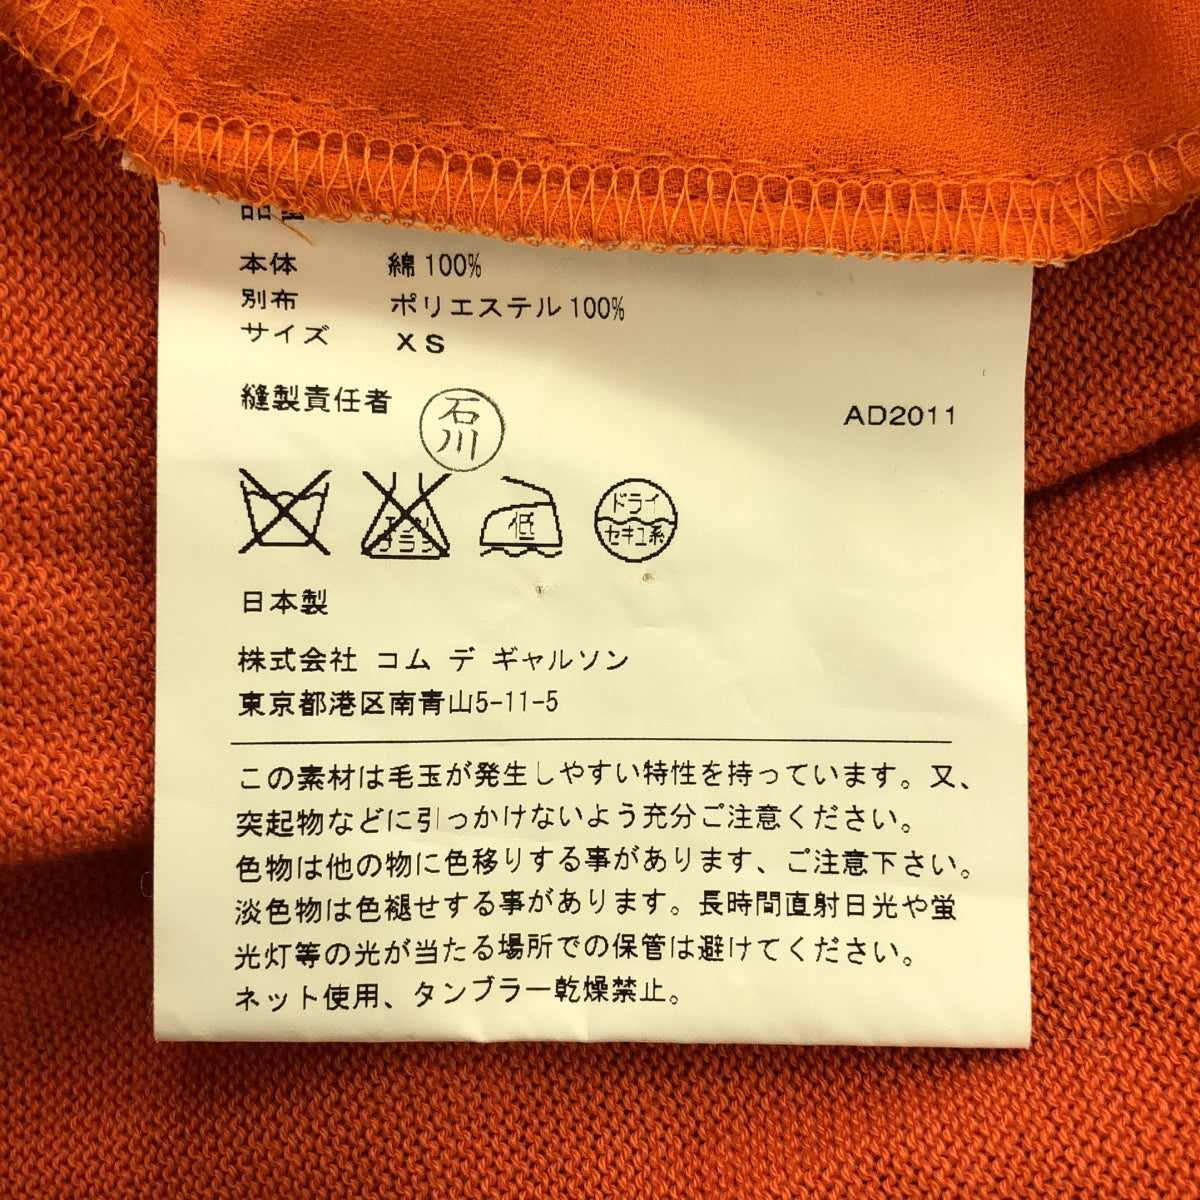 本体 綿100%
別布 ポリエステル100%
サイズ XS
縫製責任者 石川
AD2011
低
ドライ
セキユ系
日本製
株式会社 コム デ ギャルソン
東京都港区南青山5-11-5
この素材は毛玉が発生しやすい特性を持っています。又、
突起物などに引っかけないよう充分ご注意ください。
色物は他の物に色移りする事があります、ご注意下さい。
淡色物は色褪せする事があります。長時間直射日光や蛍
光灯等の光が当たる場所での保管は避けてください。
ネット使用、タンブラー乾燥禁止。